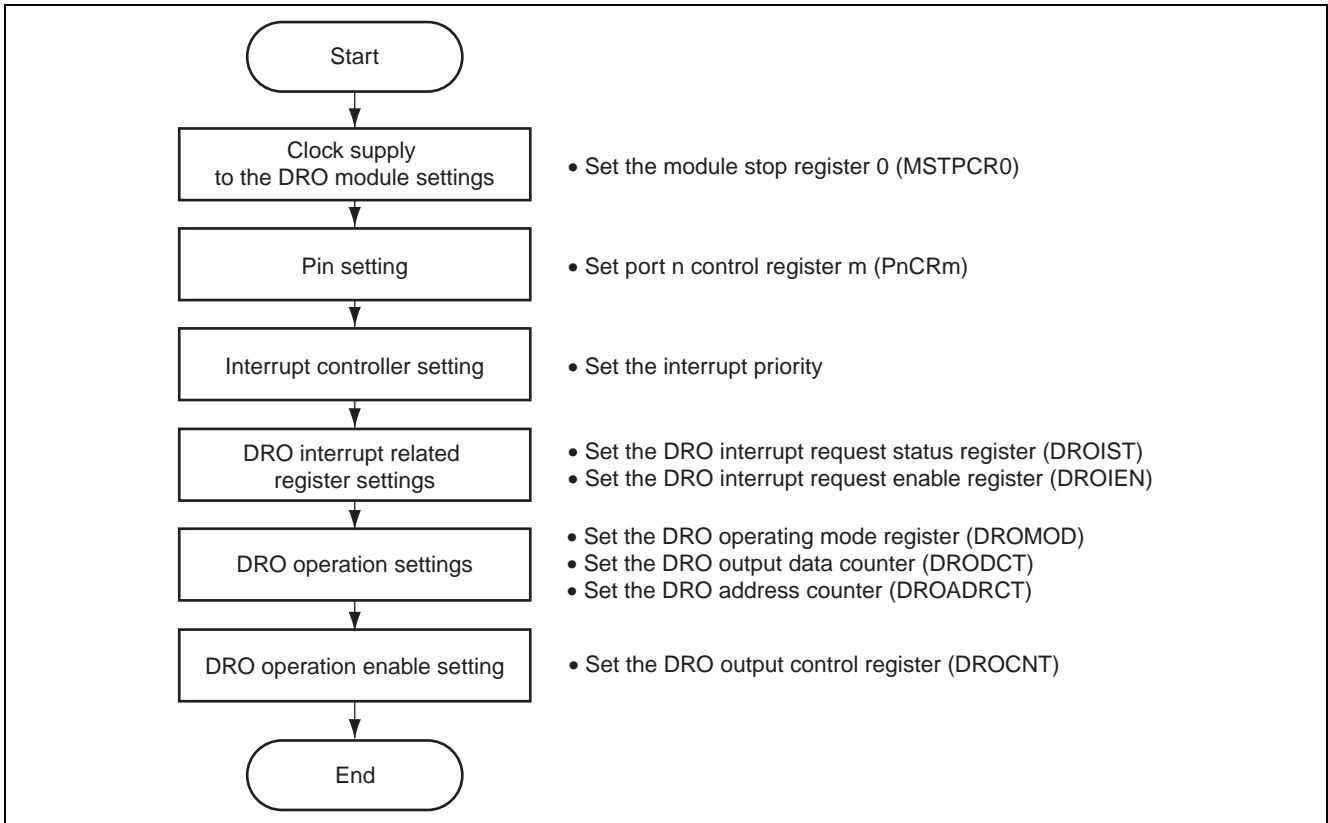 Start
Clock supply
to the DRO module settings
• Set the module stop register 0 (MSTPCR0)
Pin setting
• Set port n control register m (PnCRm)
Interrupt controller setting
• Set the interrupt priority
DRO interrupt related
register settings
• Set the DRO interrupt request status register (DROIST)
• Set the DRO interrupt request enable register (DROIEN)
DRO operation settings
• Set the DRO operating mode register (DROMOD)
• Set the DRO output data counter (DRODCT)
• Set the DRO address counter (DROADRCT)
DRO operation enable setting
• Set the DRO output control register (DROCNT)
End